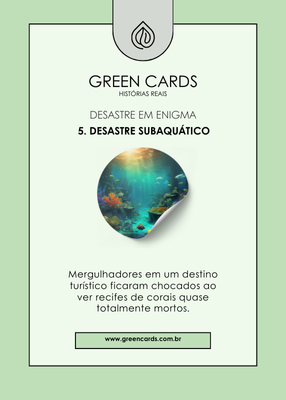 GREEN CARDS
HISTÓRIAS REAIS
DESASTRE EM ENIGMA
5. DESASTRE SUBAQUÁTICO
Mergulhadores em um destino
turístico ficaram chocados ao
ver recifes de corais quase
totalmente mortos.
www.greencards.com.br